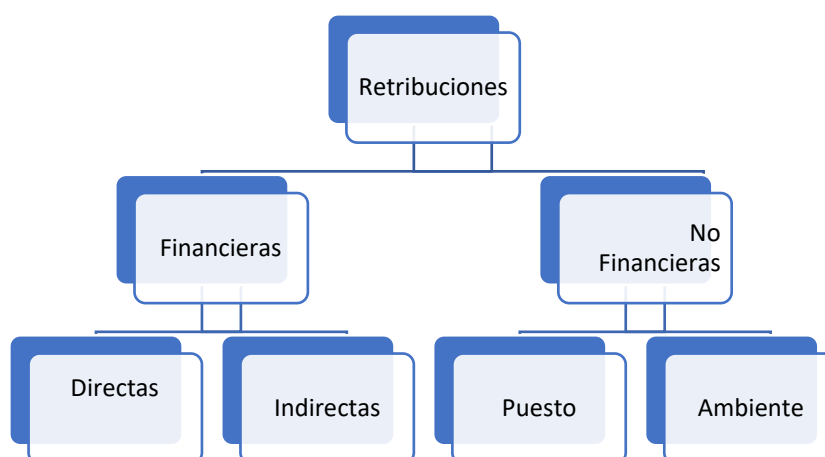 Retribuciones
Financieras
No
Financieras
Directas
Indirectas
Puesto
Ambiente